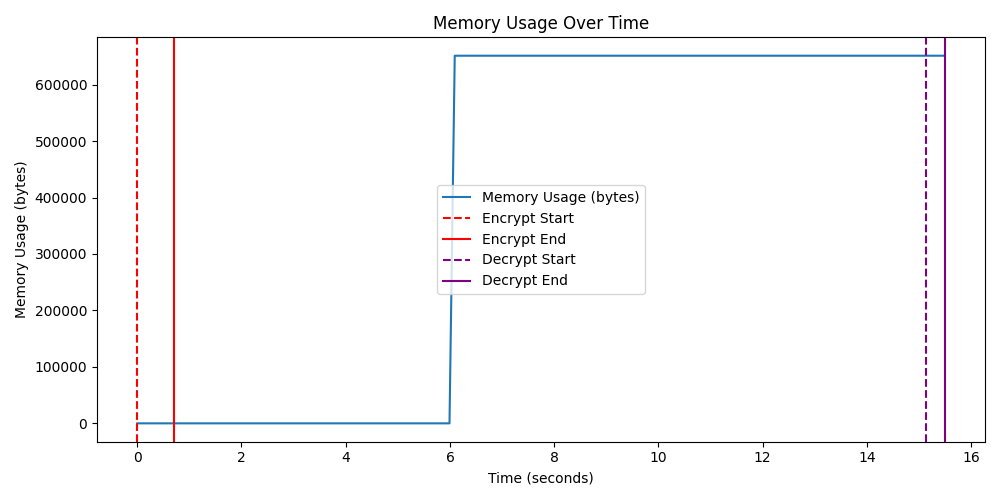 Memory Usage Over Time
Memory Usage (bytes)
600000
500000
400000
300000
200000
100000
0
Memory Usage (bytes)
Encrypt Start
Encrypt End
Decrypt Start
Decrypt End
0 2 4 6 8 10 12 14 16
Time (seconds)